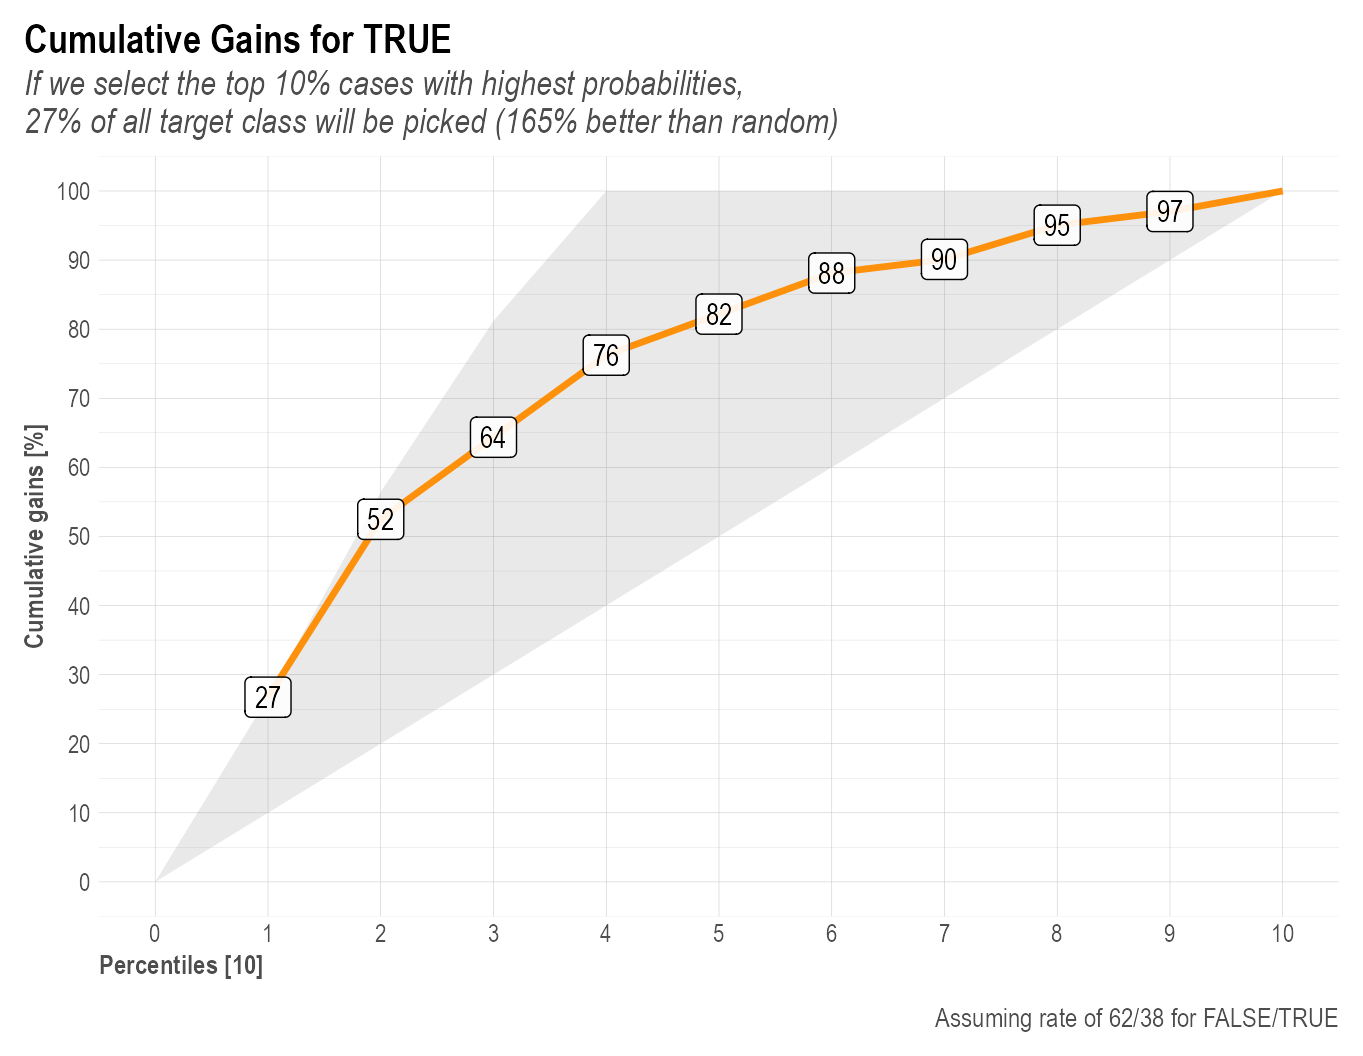 Cumulative Gains for TRUE
If we select the top 10% cases with highest probabilities,
27% of all target class will be picked (165% better than random)
Cumulative gains [%]
100
90
80
70
60
50
40
30
20
10
0
27
52
64
76
82
88
90
95
97
0 1 2 3 4 5 6 7 8 9 10
Percentiles [10]
Assuming rate of 62/38 for FALSE/TRUE